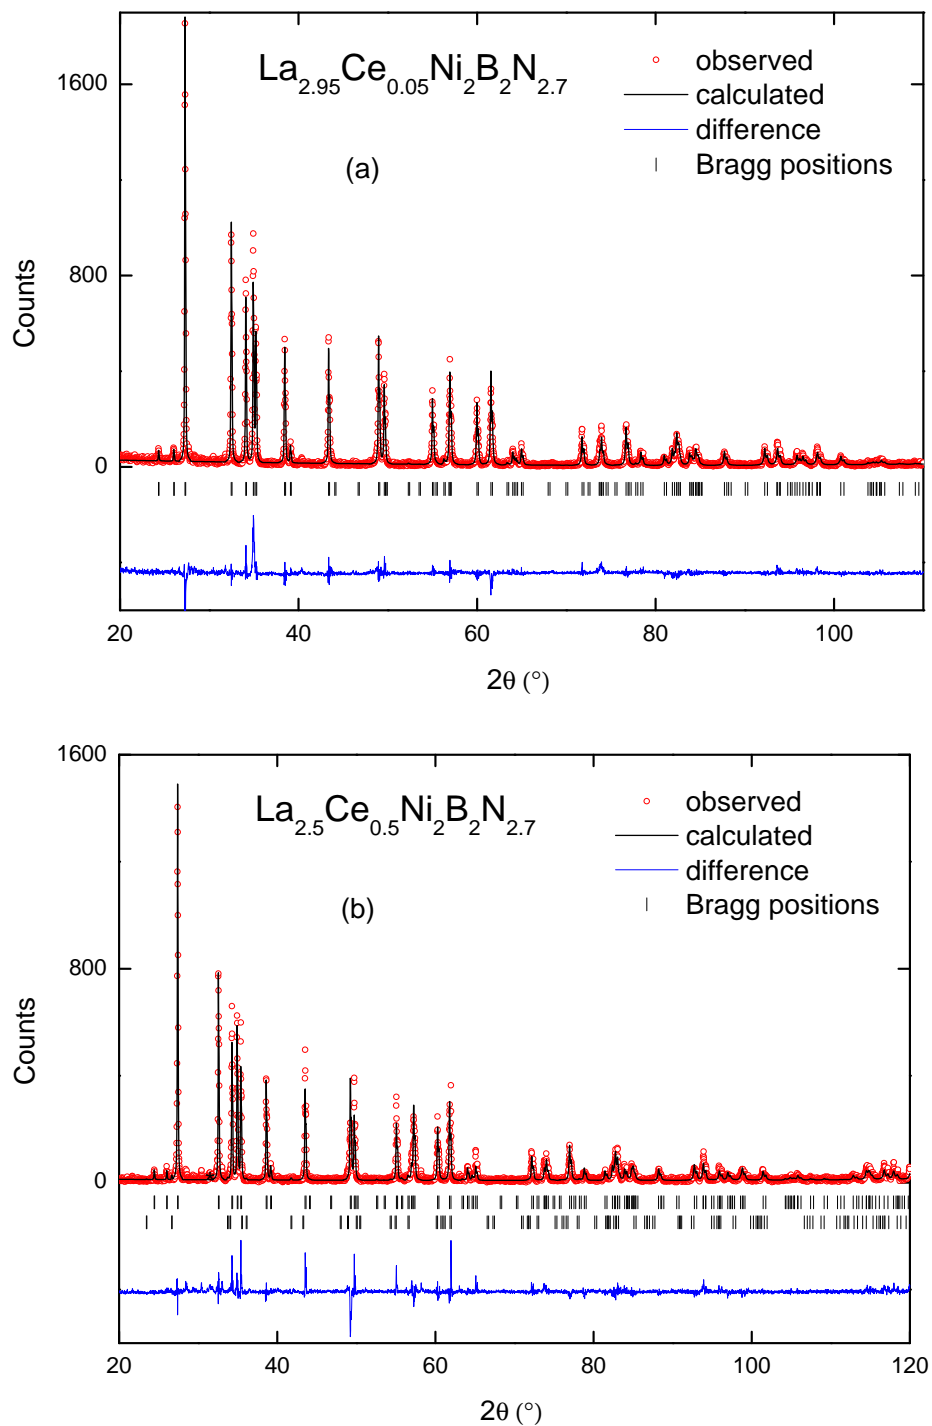 La2.95Ce0.05Ni2B2N2.7
observed
calculated
difference
Bragg positions
(a)
1600
800
0
Counts
20 40 60 80 100
2θ (°)
1600
La2.5Ce0.5Ni2B2N2.7
observed
calculated
difference
Bragg positions
(b)
800
0
Counts
20 40 60 80 100 120
2θ (°)